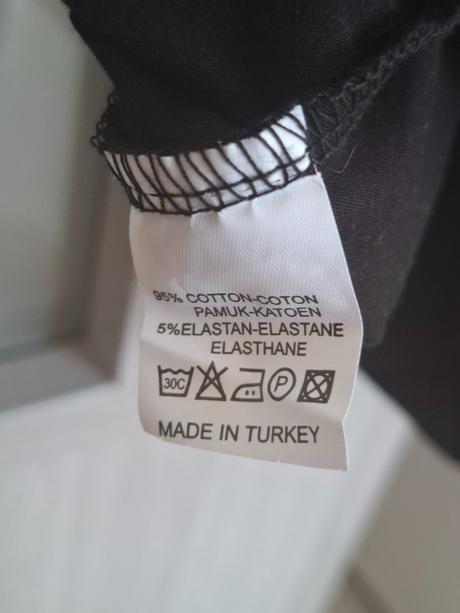 95% COTTON-COTON
PAMUK-KATOEN
5%ELASTAN-ELASTANE
ELASTHANE
30C P
MADE IN TURKEY